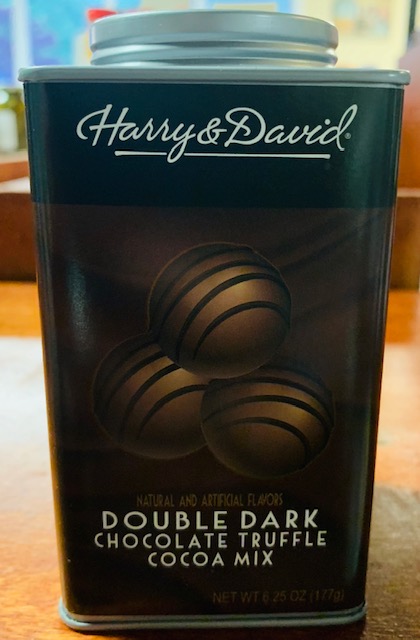 Harry & David®
NATURAL AND ARTIFICIAL FLAVORS
DOUBLE DARK
CHOCOLATE TRUFFLE
COCOA MIX
NET WT 6.25 OZ (177g)